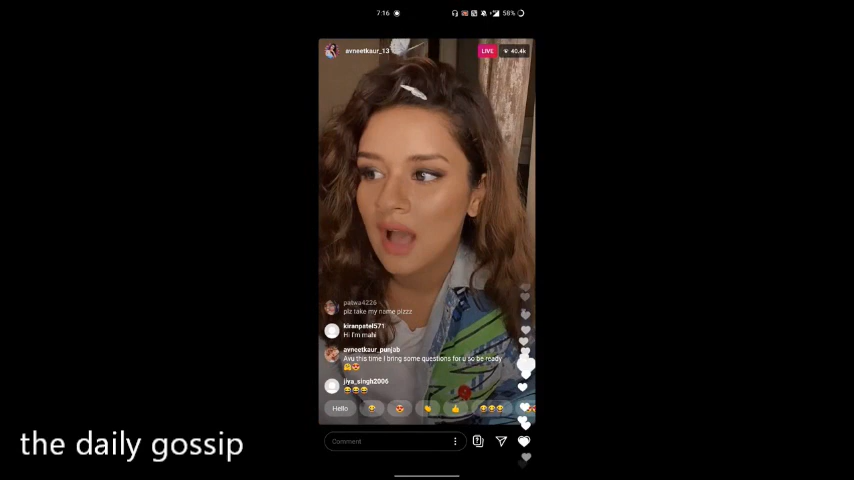 7:16
58%
avneetkaur_13
LIVE
40.4k
patwa4226
plz take my name plzzz
kiranpatel571
Hi I'm mahi
avneetkaur_punjab
Avu this time I bring some questions for u so be ready
🤗😍
jiya_singh2006
😂😂😂
Hello
Comment
the daily gossip